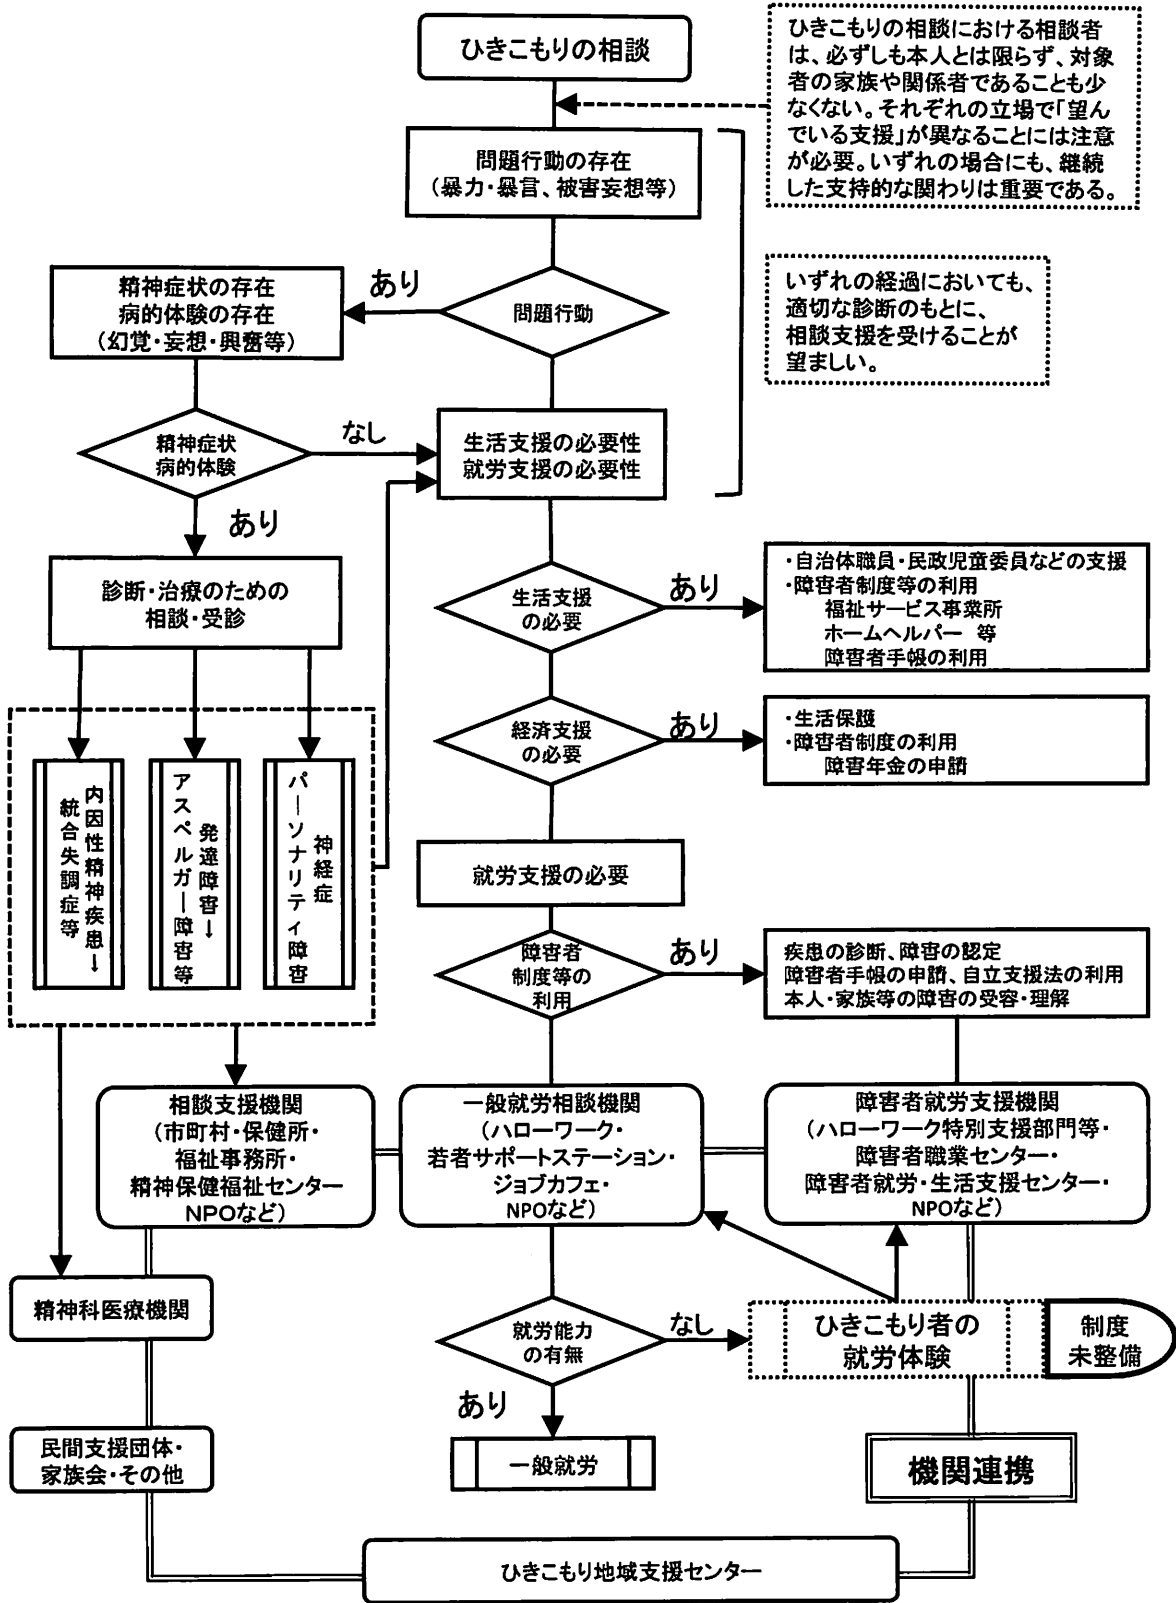 ひきこもりの相談
ひきこもりの相談における相談者
は、必ずしも本人とは限らず、対象
者の家族や関係者であることも少
なくない。それぞれの立場で「望ん
でいる支援」が異なることには注意
が必要。いずれの場合にも、継続
した支持的な関わりは重要である。
問題行動の存在
（暴力・暴言、被害妄想等）
いずれの経過においても、
適切な診断のもとに、
相談支援を受けることが
望ましい。
問題行動
あり
精神症状の存在
病的体験の存在
（幻覚・妄想・興奮等）
精神症状
病的体験
なし
生活支援の必要性
就労支援の必要性
あり
診断・治療のための
相談・受診
生活支援
の必要
あり
・自治体職員・民政児童委員などの支援
・障害者制度等の利用
福祉サービス事業所
ホームヘルパー 等
障害者手帳の利用
経済支援
の必要
あり
・生活保護
・障害者制度の利用
障害年金の申請
内因性精神疾患→
統合失調症等
発達障害→
アスペルガー障害等
神経症
パーソナリティ障害
就労支援の必要
障害者
制度等の
利用
あり
疾患の診断、障害の認定
障害者手帳の申請、自立支援法の利用
本人・家族等の障害の受容・理解
相談支援機関
（市町村・保健所・
福祉事務所・
精神保健福祉センター
NPOなど）
一般就労相談機関
（ハローワーク・
若者サポートステーション・
ジョブカフェ・
NPOなど）
障害者就労支援機関
（ハローワーク特別支援部門等・
障害者職業センター・
障害者就労・生活支援センター・
NPOなど）
精神科医療機関
就労能力
の有無
なし
ひきこもり者の
就労体験
制度
未整備
あり
一般就労
民間支援団体・
家族会・その他
機関連携
ひきこもり地域支援センター